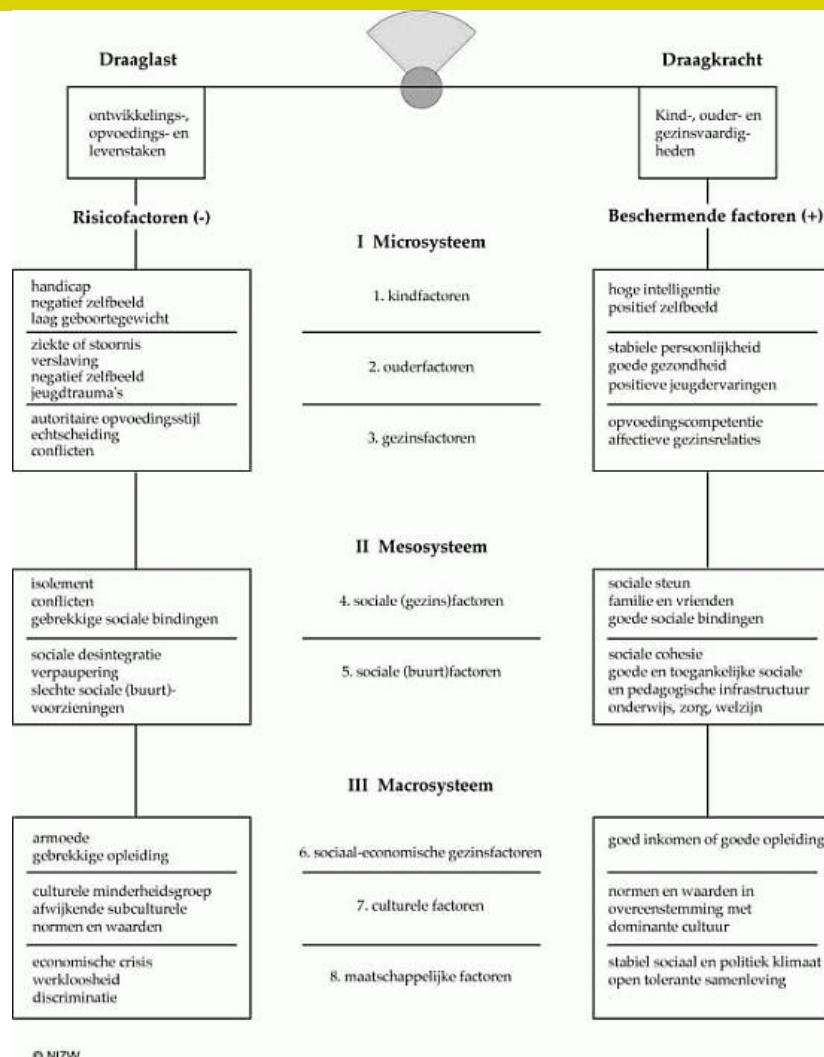 Draaglast
Draagkracht
ontwikkelings-,
opvoedings- en
levenstaken
Kind-, ouder- en
gezinsvaardig-
heden
Risicofactoren (-)
Beschermende factoren (+)
I Microsysteem
handicap
negatief zelfbeeld
laag geboortegewicht
1. kindfactoren
hoge intelligentie
positief zelfbeeld
ziekte of stoornis
verslaving
negatief zelfbeeld
jeugdtrauma's
2. ouderfactoren
stabiele persoonlijkheid
goede gezondheid
positieve jeugdervaringen
autoritaire opvoedingsstijl
echtscheiding
conflicten
3. gezinsfactoren
opvoedingscompetentie
affectieve gezinsrelaties
II Mesosysteem
isolement
conflicten
gebrekkige sociale bindingen
4. sociale (gezins)factoren
sociale steun
familie en vrienden
goede sociale bindingen
sociale desintegratie
verpaupering
slechte sociale (buurt)-
voorzieningen
5. sociale (buurt)factoren
sociale cohesie
goede en toegankelijke sociale
en pedagogische infrastructuur
onderwijs, zorg, welzijn
III Macrosysteem
armoede
gebrekkige opleiding
6. sociaal-economische gezinsfactoren
goed inkomen of goede opleiding
culturele minderheidsgroep
afwijkende subculturele
normen en waarden
7. culturele factoren
normen en waarden in
overeenstemming met
dominante cultuur
economische crisis
werkloosheid
discriminatie
8. maatschappelijke factoren
stabiel sociaal en politiek klimaat
open tolerante samenleving
© NIZW